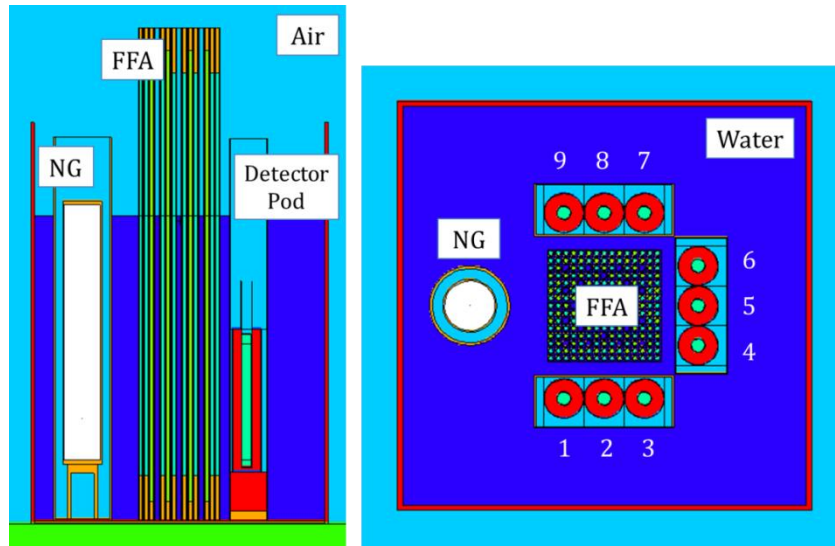 Air
FFA
NG
Detector
Pod
Water
9 8 7
NG
6
FFA
5
4
1 2 3